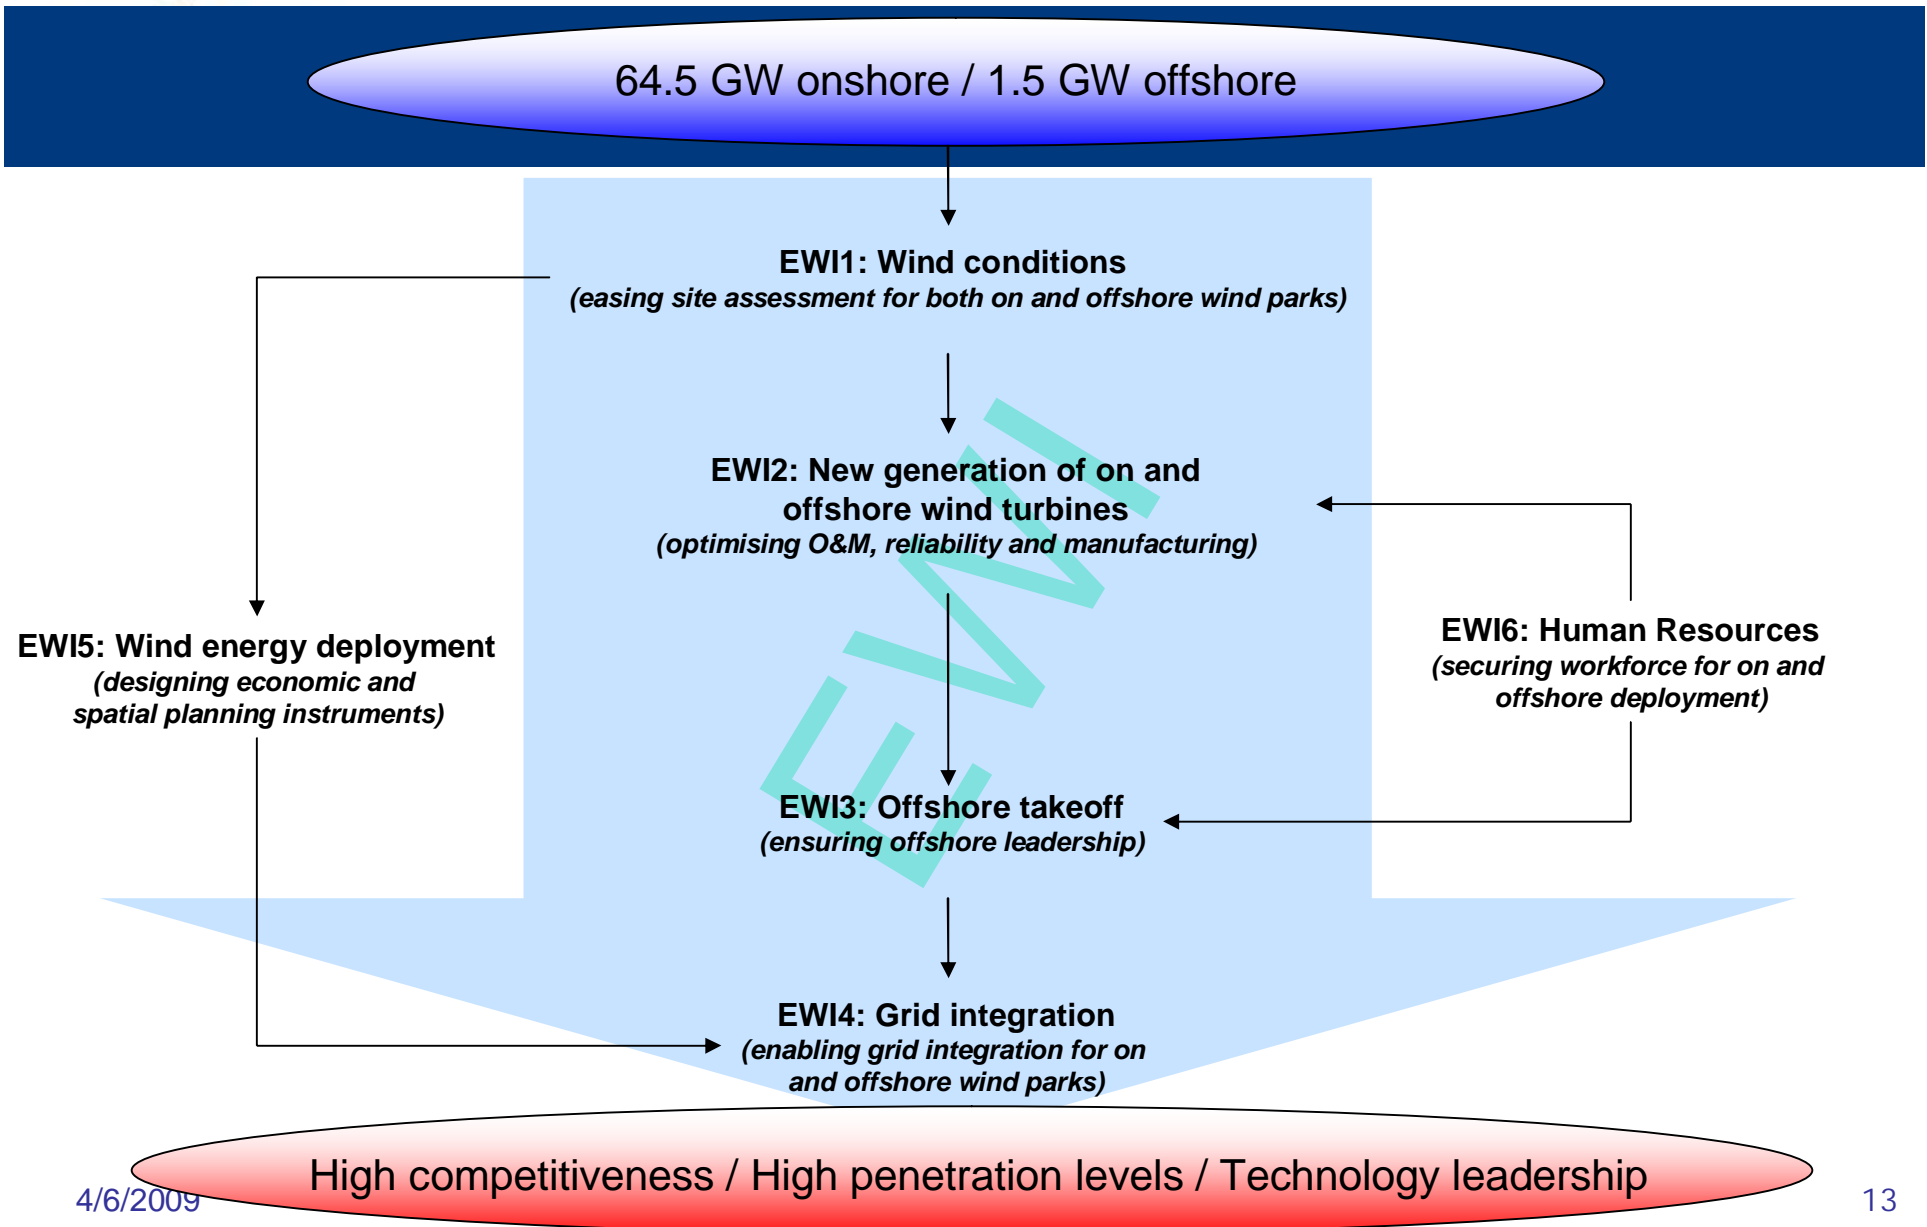 64.5 GW onshore / 1.5 GW offshore
EWI1: Wind conditions
(easing site assessment for both on and offshore wind parks)
EWI2: New generation of on and
offshore wind turbines
(optimising O&M, reliability and manufacturing)
EWI5: Wind energy deployment
(designing economic and
spatial planning instruments)
EWI6: Human Resources
(securing workforce for on and
offshore deployment)
EWI
EWI3: Offshore takeoff
(ensuring offshore leadership)
EWI4: Grid integration
(enabling grid integration for on
and offshore wind parks)
High competitiveness / High penetration levels / Technology leadership
4/6/2009
13